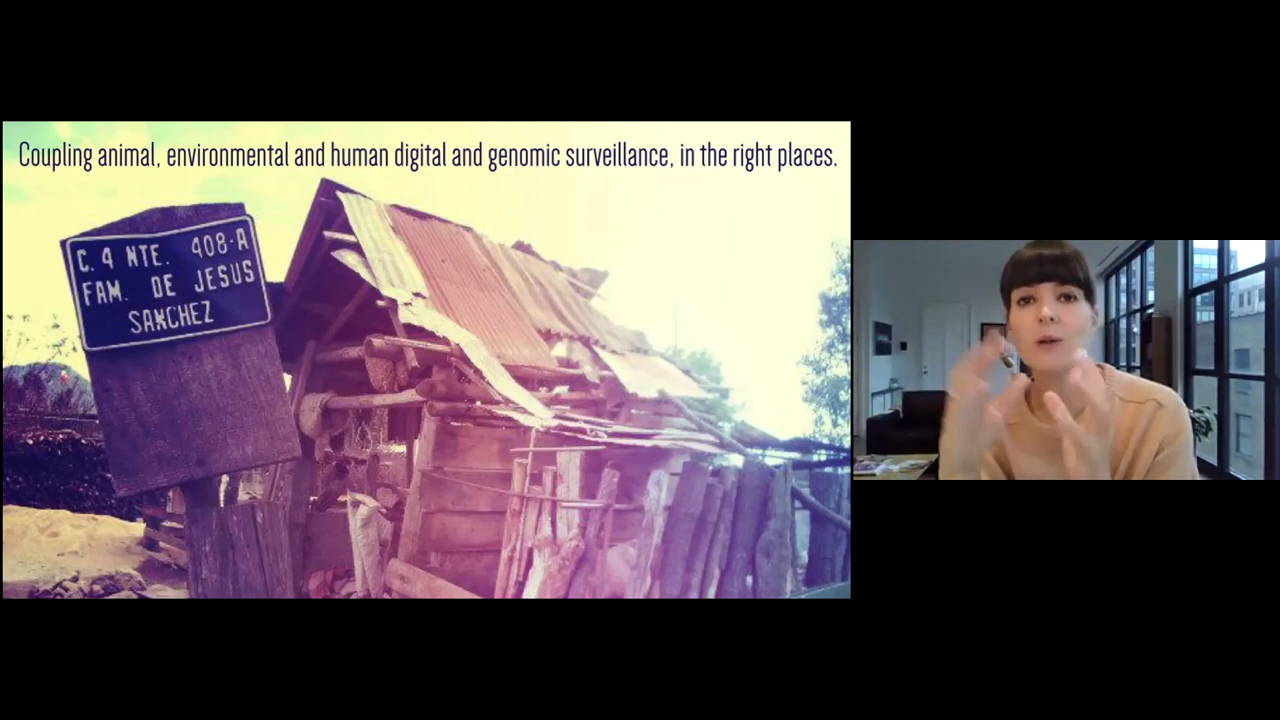 Coupling animal, environmental and human digital and genomic surveillance, in the right places.
C. 4 NTE. 408-A
FAM. DE JESUS
SANCHEZ